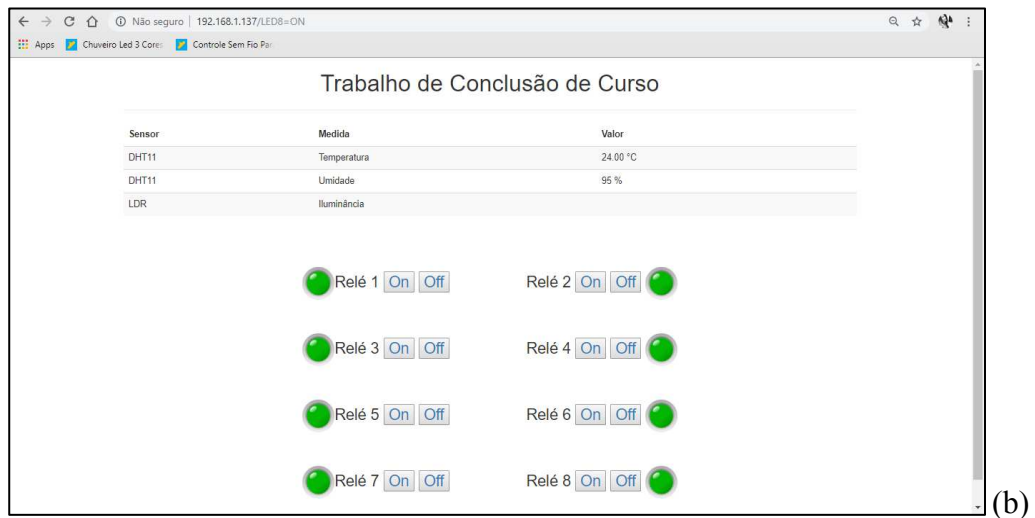 Não seguro | 192.168.1.137/LED8=ON
Apps Chuveiro Led 3 Cores Controle Sem Fio Par
Trabalho de Conclusão de Curso
Sensor Medida Valor
DHT11 Temperatura 24.00 °C
DHT11 Umidade 95 %
LDR Iluminância
Relé 1 On Off Relé 2 On Off
Relé 3 On Off Relé 4 On Off
Relé 5 On Off Relé 6 On Off
Relé 7 On Off Relé 8 On Off
(b)